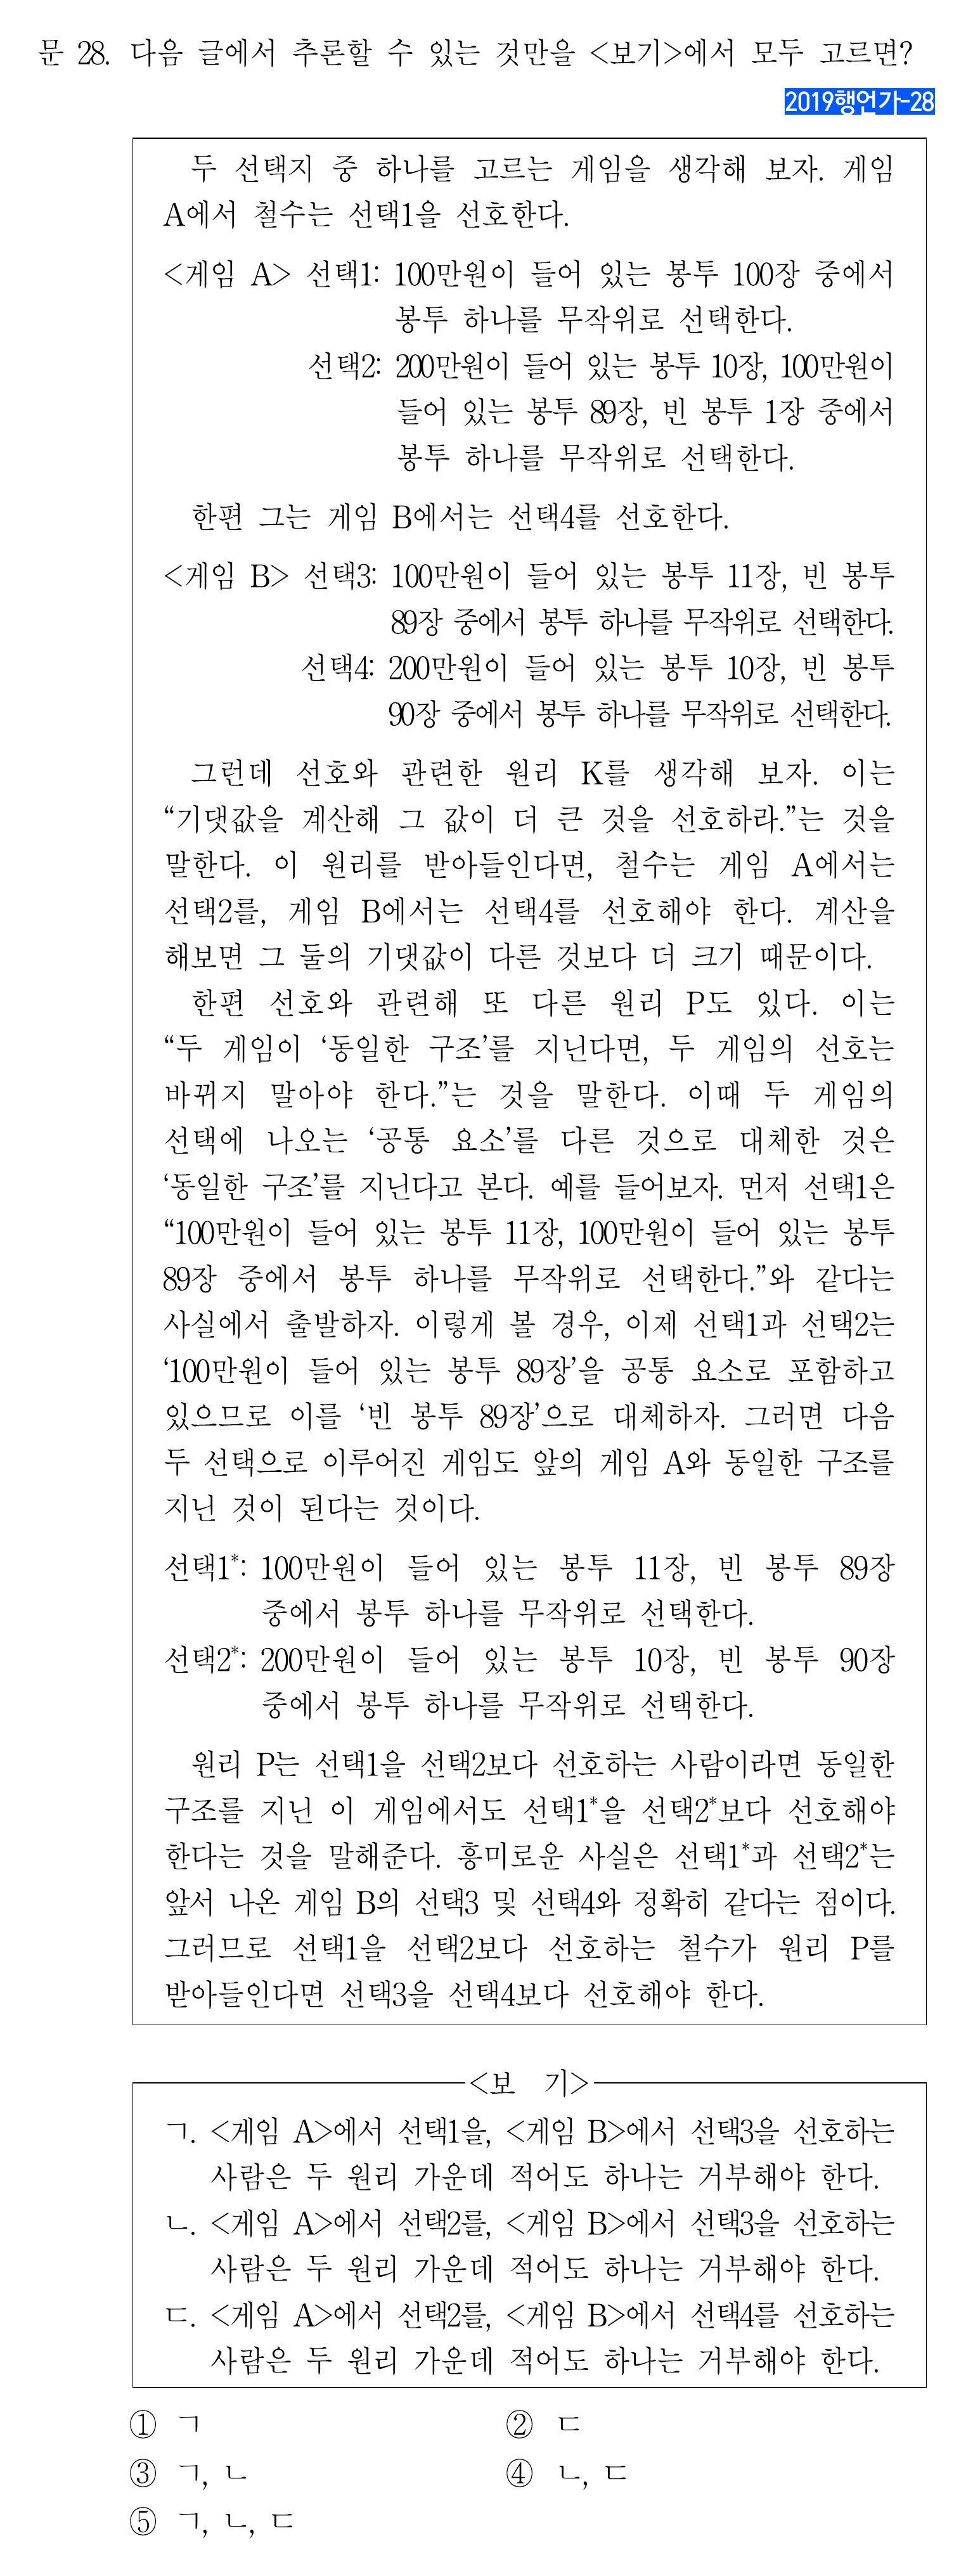 문 28. 다음 글에서 추론할 수 있는 것만을 <보기>에서 모두 고르면?
2019행언가-28
두 선택지 중 하나를 고르는 게임을 생각해 보자. 게임
A에서 철수는 선택1을 선호한다.
<게임 A> 선택1: 100만원이 들어 있는 봉투 100장 중에서
봉투 하나를 무작위로 선택한다.
선택2: 200만원이 들어 있는 봉투 10장, 100만원이
들어 있는 봉투 89장, 빈 봉투 1장 중에서
봉투 하나를 무작위로 선택한다.
한편 그는 게임 B에서는 선택4를 선호한다.
<게임 B> 선택3: 100만원이 들어 있는 봉투 11장, 빈 봉투
89장 중에서 봉투 하나를 무작위로 선택한다.
선택4: 200만원이 들어 있는 봉투 10장, 빈 봉투
90장 중에서 봉투 하나를 무작위로 선택한다.
그런데 선호와 관련한 원리 K를 생각해 보자. 이는
“기댓값을 계산해 그 값이 더 큰 것을 선호하라.”는 것을
말한다. 이 원리를 받아들인다면, 철수는 게임 A에서는
선택2를, 게임 B에서는 선택4를 선호해야 한다. 계산을
해보면 그 둘의 기댓값이 다른 것보다 더 크기 때문이다.
한편 선호와 관련해 또 다른 원리 P도 있다. 이는
“두 게임이 ‘동일한 구조’를 지닌다면, 두 게임의 선호는
바뀌지 말아야 한다.”는 것을 말한다. 이때 두 게임의
선택에 나오는 ‘공통 요소’를 다른 것으로 대체한 것은
‘동일한 구조’를 지닌다고 본다. 예를 들어보자. 먼저 선택1은
“100만원이 들어 있는 봉투 11장, 100만원이 들어 있는 봉투
89장 중에서 봉투 하나를 무작위로 선택한다.”와 같다는
사실에서 출발하자. 이렇게 볼 경우, 이제 선택1과 선택2는
‘100만원이 들어 있는 봉투 89장’을 공통 요소로 포함하고
있으므로 이를 ‘빈 봉투 89장’으로 대체하자. 그러면 다음
두 선택으로 이루어진 게임도 앞의 게임 A와 동일한 구조를
지닌 것이 된다는 것이다.
선택1*: 100만원이 들어 있는 봉투 11장, 빈 봉투 89장
중에서 봉투 하나를 무작위로 선택한다.
선택2*: 200만원이 들어 있는 봉투 10장, 빈 봉투 90장
중에서 봉투 하나를 무작위로 선택한다.
원리 P는 선택1을 선택2보다 선호하는 사람이라면 동일한
구조를 지닌 이 게임에서도 선택1*을 선택2*보다 선호해야
한다는 것을 말해준다. 흥미로운 사실은 선택1*과 선택2*는
앞서 나온 게임 B의 선택3 및 선택4와 정확히 같다는 점이다.
그러므로 선택1을 선택2보다 선호하는 철수가 원리 P를
받아들인다면 선택3을 선택4보다 선호해야 한다.
<보 기>
ㄱ. <게임 A>에서 선택1을, <게임 B>에서 선택3을 선호하는
사람은 두 원리 가운데 적어도 하나는 거부해야 한다.
ㄴ. <게임 A>에서 선택2를, <게임 B>에서 선택3을 선호하는
사람은 두 원리 가운데 적어도 하나는 거부해야 한다.
ㄷ. <게임 A>에서 선택2를, <게임 B>에서 선택4를 선호하는
사람은 두 원리 가운데 적어도 하나는 거부해야 한다.
① ㄱ ② ㄷ
③ ㄱ, ㄴ ④ ㄴ, ㄷ
⑤ ㄱ, ㄴ, ㄷ